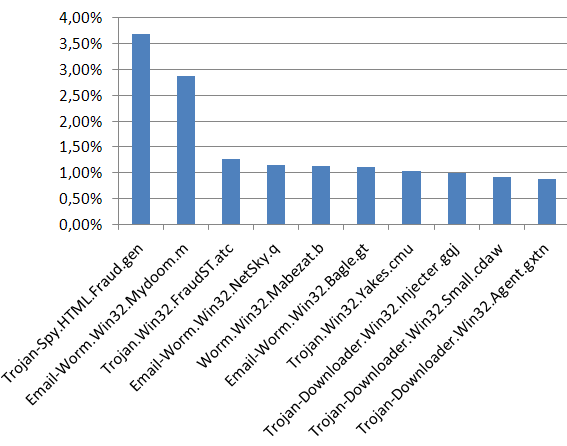 4,00%
3,50%
3,00%
2,50%
2,00%
1,50%
1,00%
0,50%
0,00%
Trojan-Spy.HTML.Fraud.gen
Email-Worm.Win32.Mydoom.m
Trojan.Win32.FraudST.atc
Email-Worm.Win32.NetSky.q
Worm.Win32.Mabezat.b
Email-Worm.Win32.Bagle.gt
Trojan.Win32.Yakes.cmu
Trojan-Downloader.Win32.Injecter.gqj
Trojan-Downloader.Win32.Small.cdaw
Trojan-Downloader.Win32.Agent.gxtn